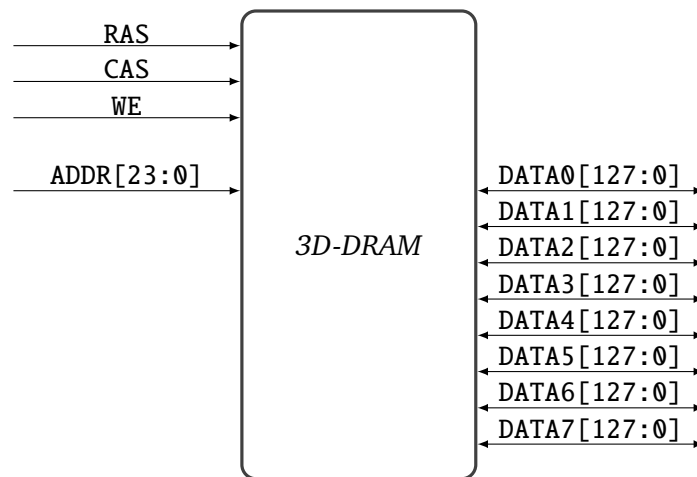 RAS
CAS
WE
ADDR[23:0]
3D-DRAM
DATA0[127:0]
DATA1[127:0]
DATA2[127:0]
DATA3[127:0]
DATA4[127:0]
DATA5[127:0]
DATA6[127:0]
DATA7[127:0]